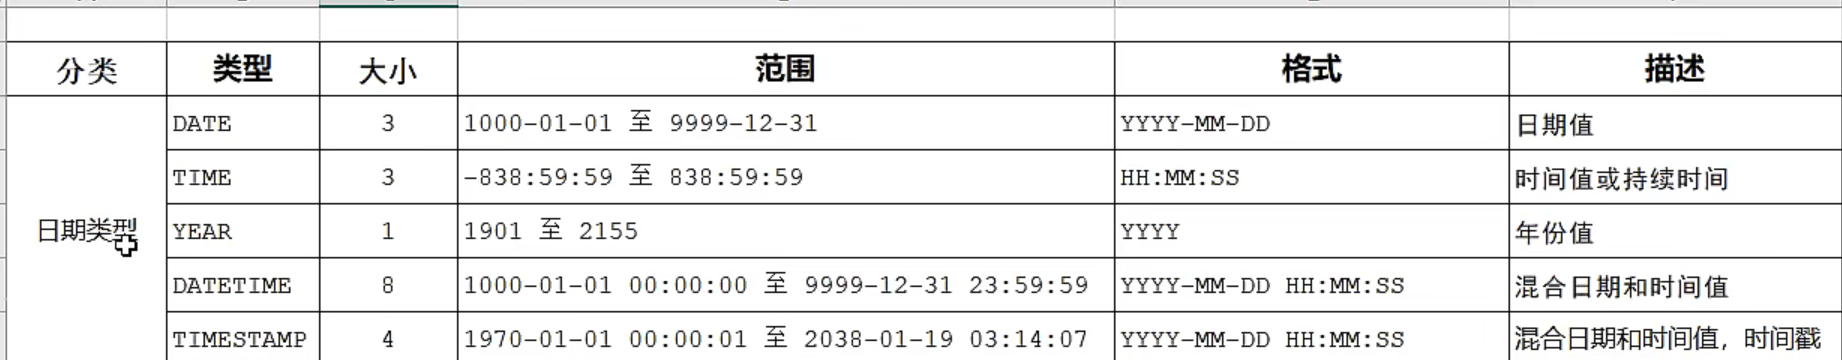 分类 类型 大小 范围 格式 描述
DATE 3 1000-01-01 至 9999-12-31 YYYY-MM-DD 日期值
TIME 3 -838:59:59 至 838:59:59 HH:MM:SS 时间值或持续时间
日期类型 YEAR 1 1901 至 2155 YYYY 年份值
DATETIME 8 1000-01-01 00:00:00 至 9999-12-31 23:59:59 YYYY-MM-DD HH:MM:SS 混合日期和时间值
TIMESTAMP 4 1970-01-01 00:00:01 至 2038-01-19 03:14:07 YYYY-MM-DD HH:MM:SS 混合日期和时间值，时间戳